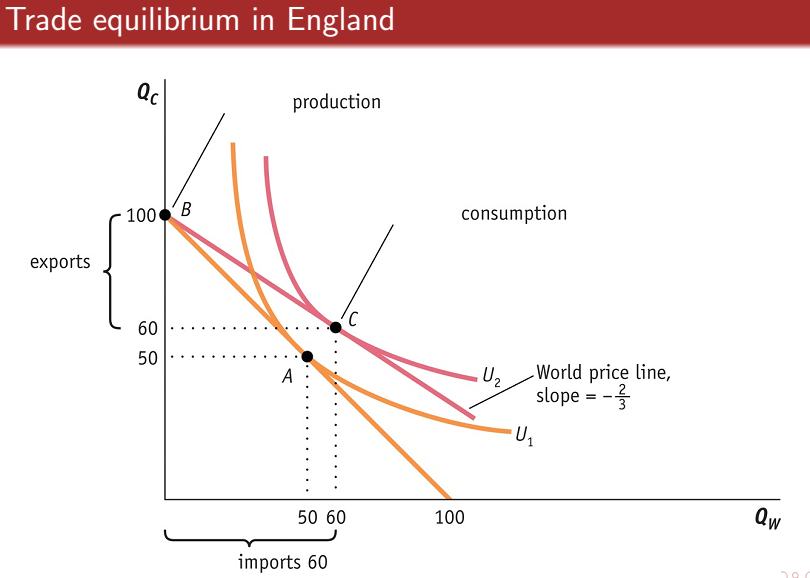 Trade equilibrium in England
Q_C
production
consumption
100
B
exports
60
C
50
A
U_2
World price line,
slope = -2/3
U_1
50 60 100 Q_W
imports 60